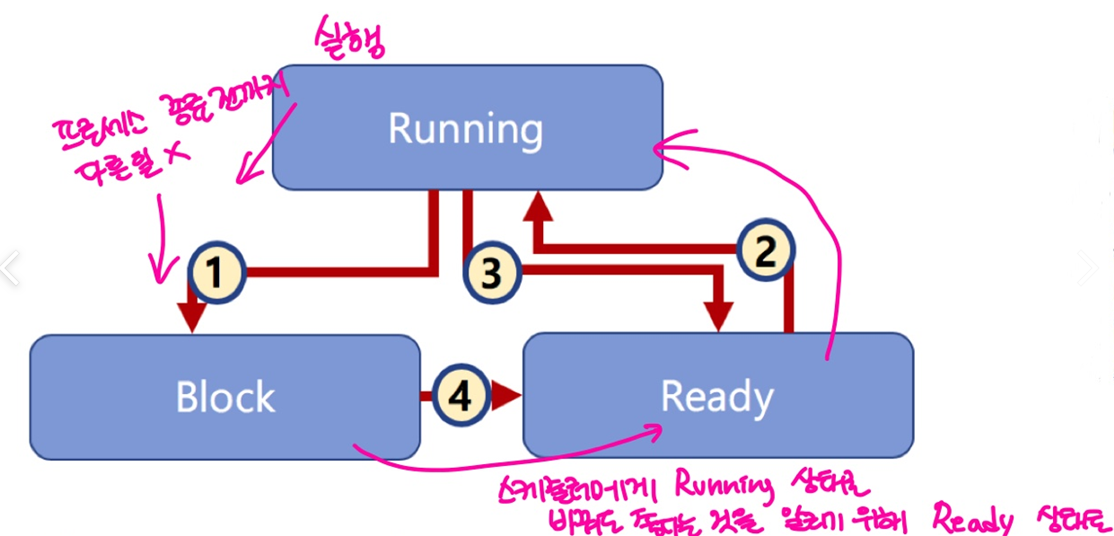 실행
Running
프로세스 종료 전까지
다른일 X
1
3
2
Block
4
Ready
스케줄러에게 Running 상태로
바꿔도 좋다는 것을 알리기 위해 Ready 상태로